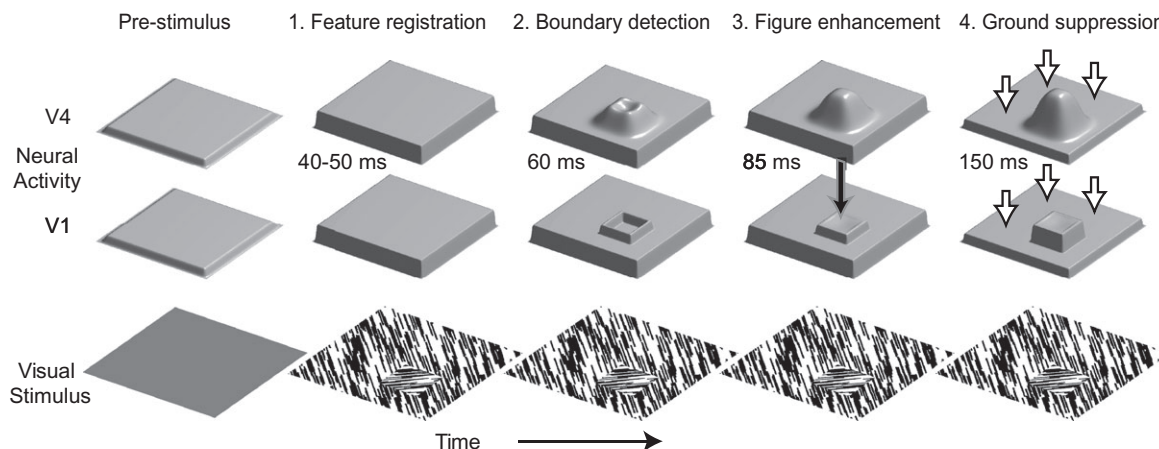 Pre-stimulus
1. Feature registration
2. Boundary detection
3. Figure enhancement
4. Ground suppression
V4
Neural
Activity
40-50 ms
60 ms
85 ms
150 ms
V1
Visual
Stimulus
Time